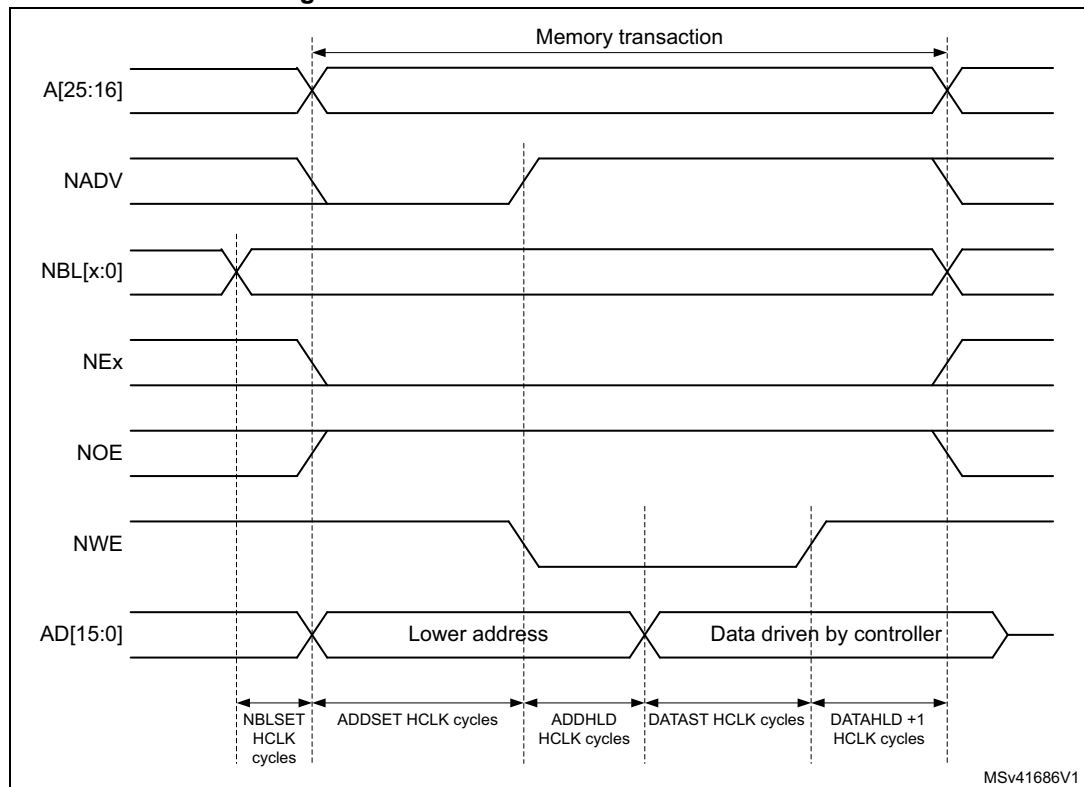 Memory transaction
A[25:16]
NADV
NBL[x:0]
NEx
NOE
NWE
AD[15:0]
Lower address
Data driven by controller
NBLSET
HCLK
cycles
ADDSET HCLK cycles
ADDHLD
HCLK cycles
DATAST HCLK cycles
DATAHLD +1
HCLK cycles
MSv41686V1